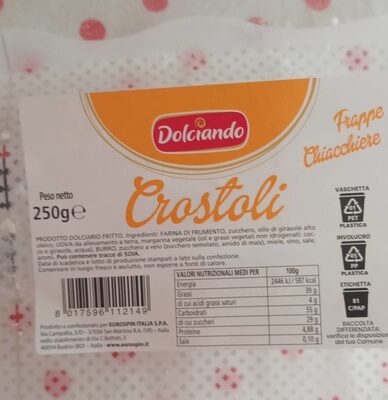 Dolciando
Frappe
Chiacchiere
Crostoli
Peso netto
250g e
PRODOTTO DOLCIARIO FRITTO. Ingredienti: FARINA DI FRUMENTO, zucchero, olio di girasole alto
oleico, UOVA da allevamento a terra, margarina vegetale (oli e grassi vegetali non idrogenati: coc-
co e girasole, acqua), BURRO, zucchero a velo (zucchero semolato, amido di mais), miele, vino, sale,
aromi. Può contenere tracce di SOIA.
Data di scadenza e lotto di produzione stampati a lato sulla confezione.
Conservare in luogo fresco e asciutto, non esporre a fonti di calore.
8 017596 112149
Prodotto e confezionato per EUROSPIN ITALIA S.P.A.
Via Campalto, 3/D - 37036 San Martino B.A. (VR) - Italia
nello stabilimento di Via C.Bottisti, 5
40054 Budrio (BO) - Italia www.eurospin.it
VALORI NUTRIZIONALI MEDI PER 100g
Energia 2446 kJ / 587 kcal
Grassi 39 g
di cui acidi grassi saturi 4 g
Carboidrati 55 g
di cui zuccheri 29 g
Proteine 4,88 g
Sale 0,10 g
VASCHETTA
01
PET
PLASTICA
INVOLUCRO
PP
PLASTICA
ETICHETTA
81
C/PAP
RACCOLTA
DIFFERENZIATA
verifica le disposizion
del tuo Comune